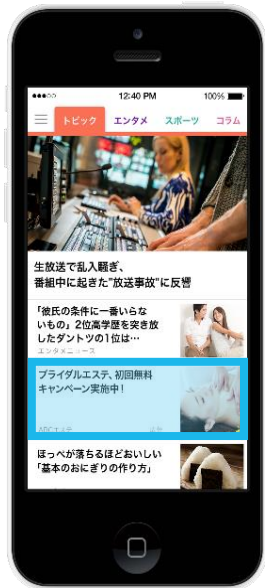 12:40 PM 100%
トピック エンタメ スポーツ コラム
生放送で乱入騒ぎ、
番組中に起きた"放送事故"に反響
「彼氏の条件に一番いらな
いもの」2位高学歴を突き放
したダントツの1位は…
エンタメニュース
ブライダルエステ、初回無料
キャンペーン実施中！
ABCエステ 広告
ほっぺが落ちるほどおいしい
「基本のおにぎりの作り方」